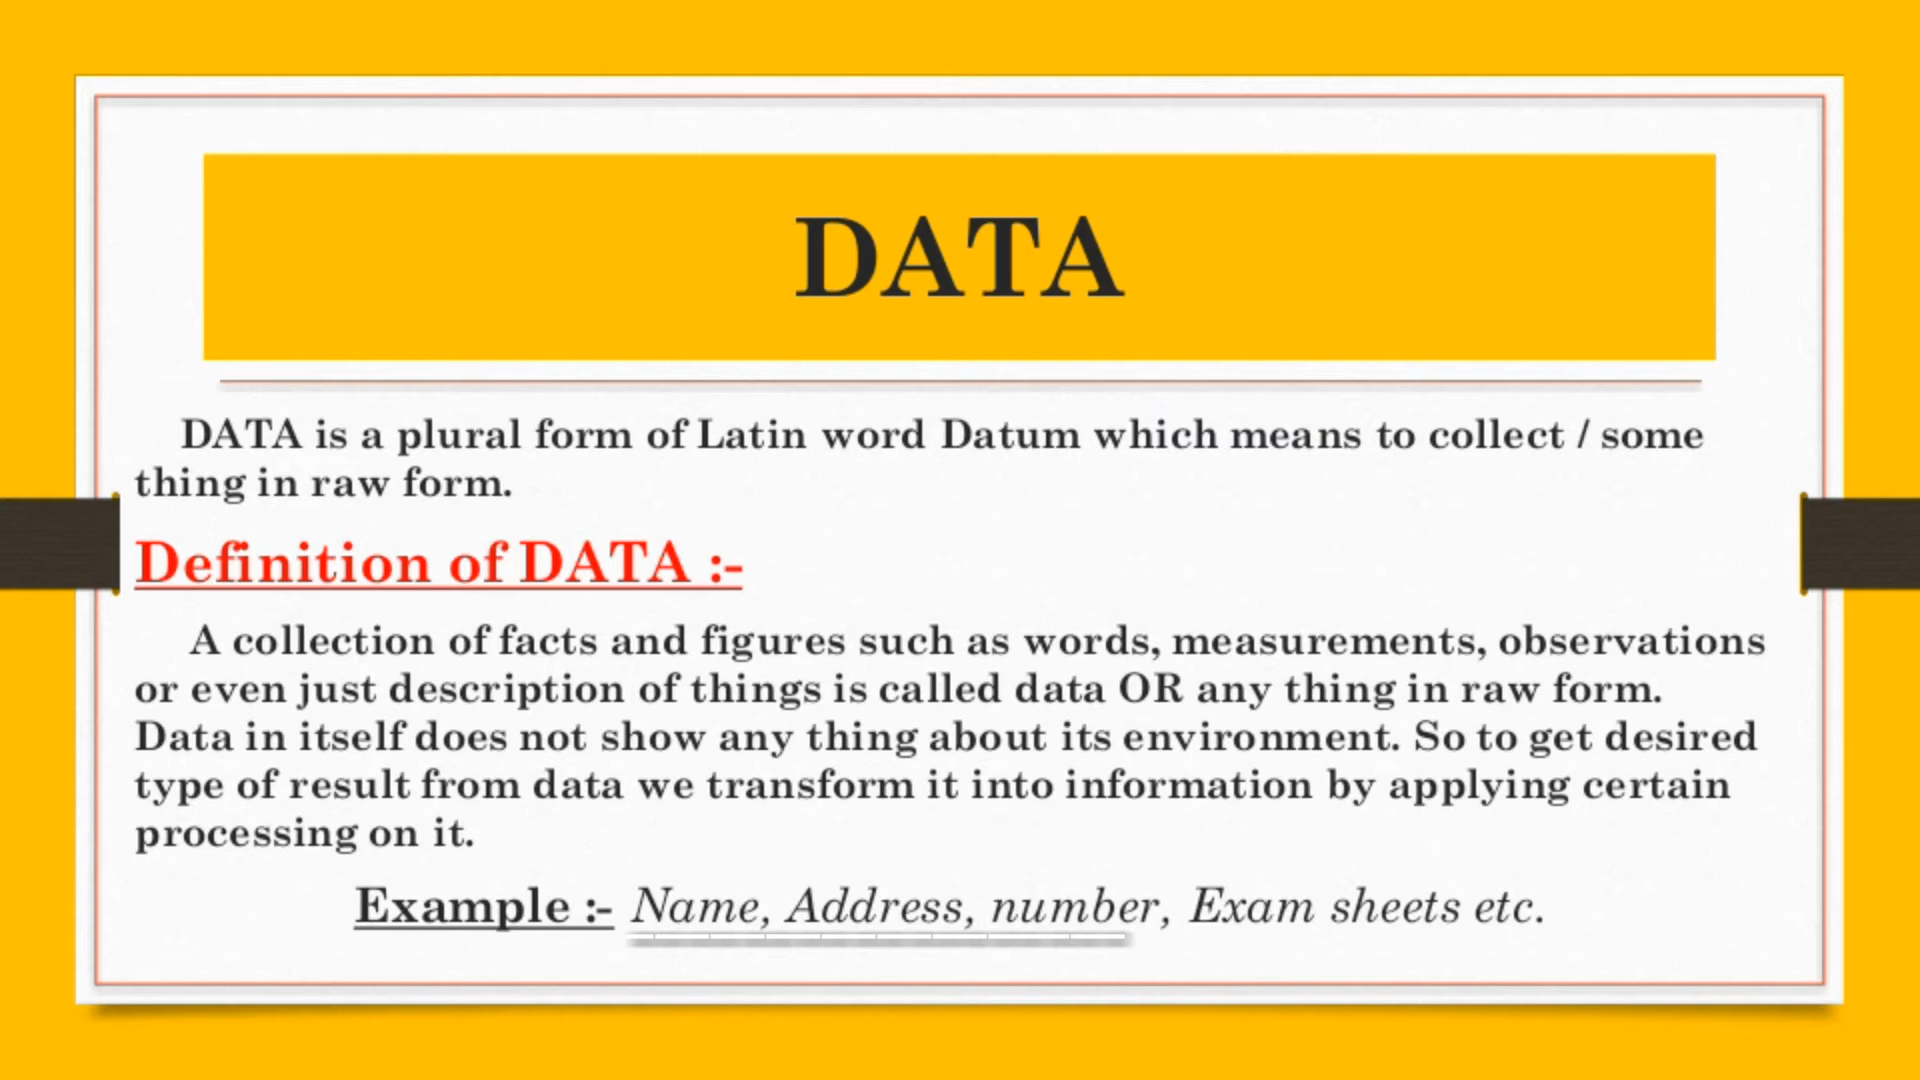 DATA
DATA is a plural form of Latin word Datum which means to collect / some
thing in raw form.
Definition of DATA :-
A collection of facts and figures such as words, measurements, observations
or even just description of things is called data OR any thing in raw form.
Data in itself does not show any thing about its environment. So to get desired
type of result from data we transform it into information by applying certain
processing on it.
Example :- Name, Address, number, Exam sheets etc.